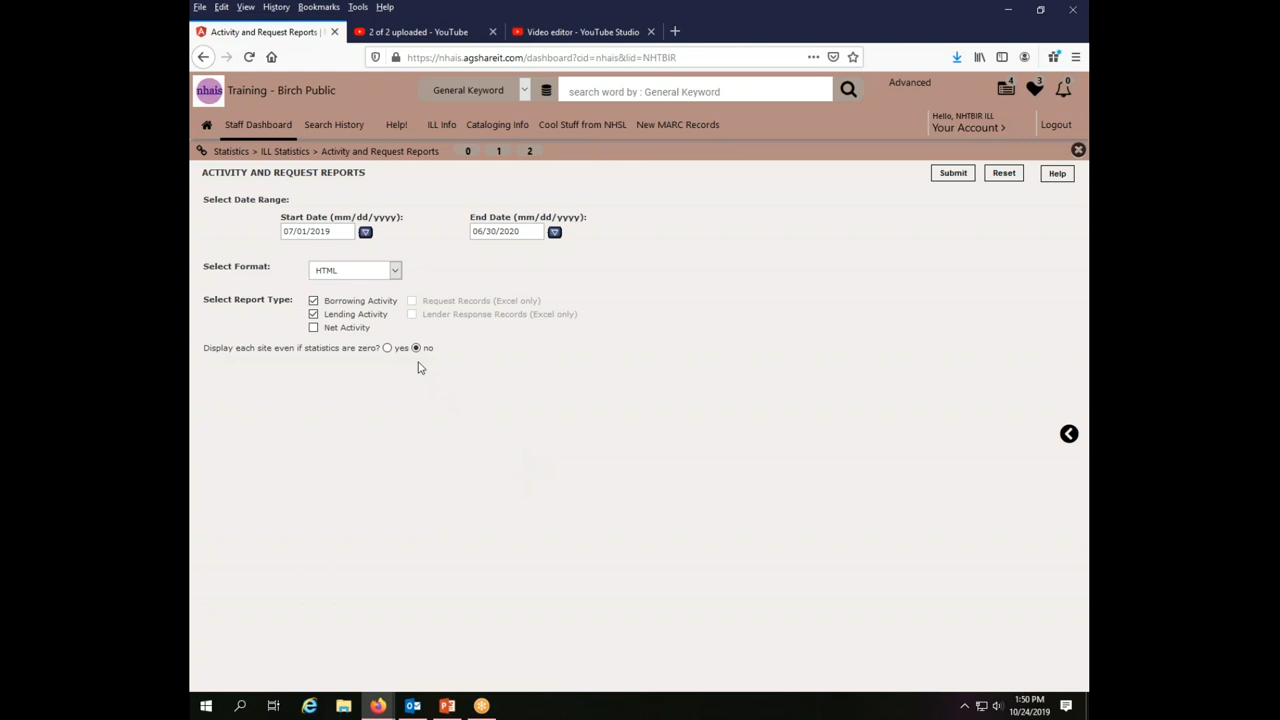 File Edit View History Bookmarks Tools Help
Activity and Request Reports |
2 of 2 uploaded - YouTube
Video editor - YouTube Studio
https://nhais.agshareit.com/dashboard?cid=nhais&lid=NHTBIR
nhais Training - Birch Public
General Keyword
search word by : General Keyword
Advanced
4 3 0
Staff Dashboard Search History Help! ILL Info Cataloging Info Cool Stuff from NHSL New MARC Records
Hello, NHTBIR ILL
Your Account >
Logout
Statistics > ILL Statistics > Activity and Request Reports 0 1 2
ACTIVITY AND REQUEST REPORTS
Submit Reset Help
Select Date Range:
Start Date (mm/dd/yyyy): End Date (mm/dd/yyyy):
07/01/2019 06/30/2020
Select Format: HTML
Select Report Type: Borrowing Activity Request Records (Excel only)
Lending Activity Lender Response Records (Excel only)
Net Activity
Display each site even if statistics are zero? yes no
1:50 PM
10/24/2019